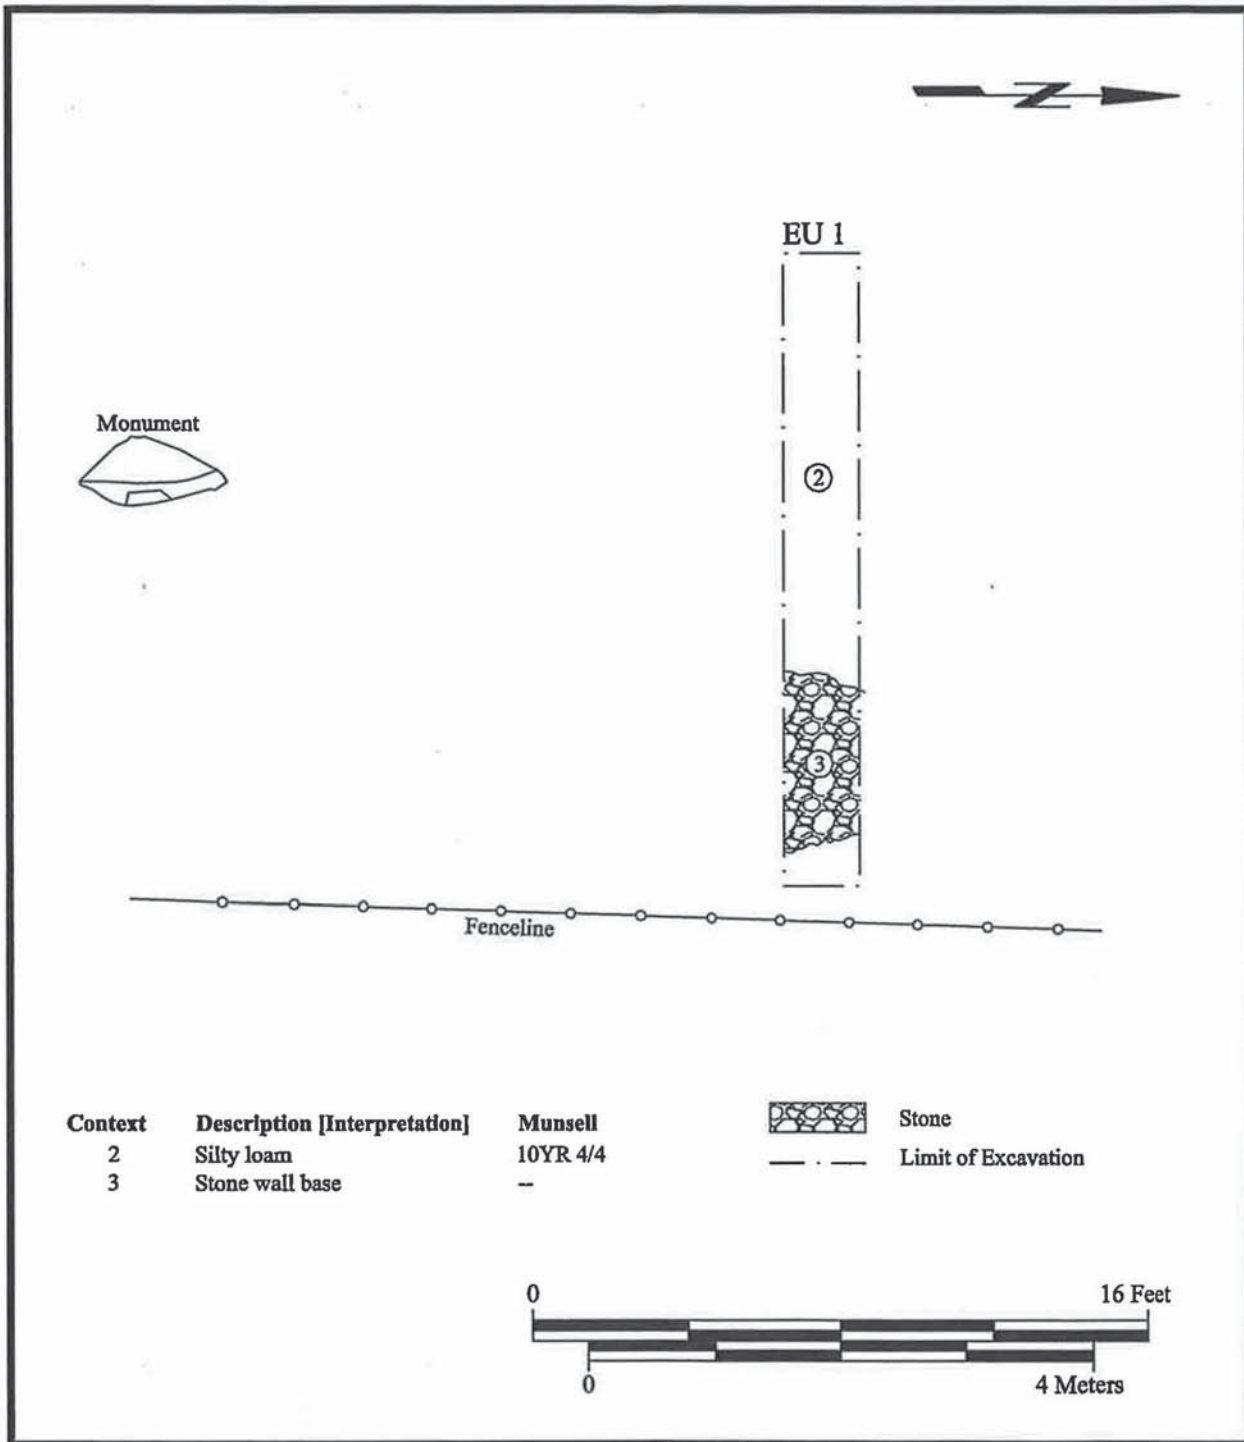 N
EU 1
Monument
2
3
Fenceline
Context Description [Interpretation] Munsell
2 Silty loam 10YR 4/4
3 Stone wall base --
Stone
Limit of Excavation
0 16 Feet
0 4 Meters